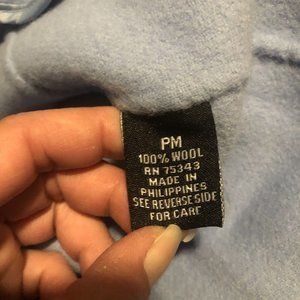 PM
100% WOOL
RN 75343
MADE IN
PHILIPPINES
SEE REVERSE SIDE
FOR CARE